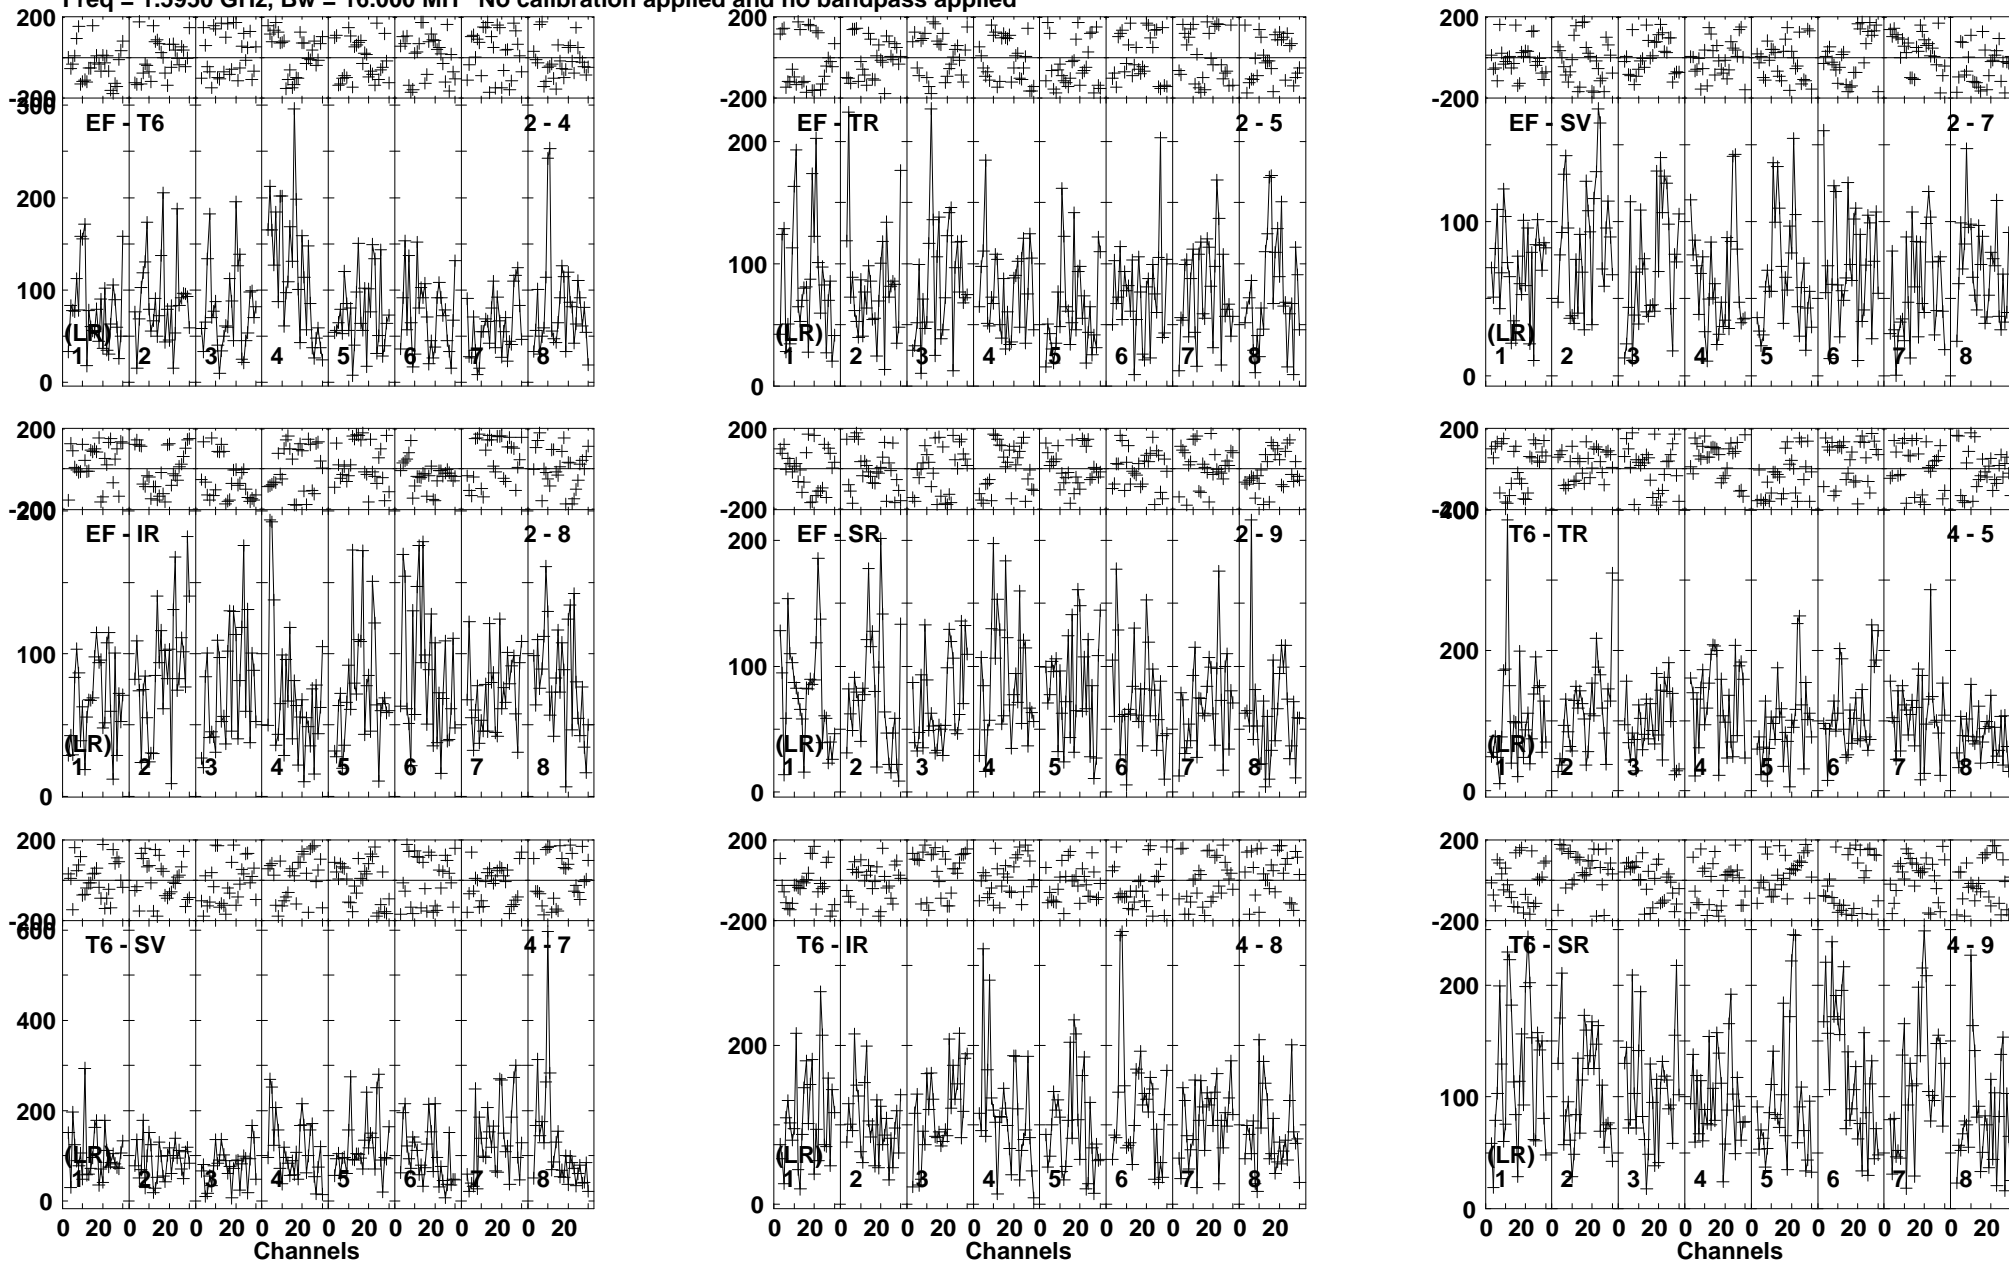 Freq = 1.5950 GHz, Bw = 16.000 MH No calibration applied and no bandpass applied
200 200 200
-200 -200 -200
300
EF - T6 2 - 4 EF - TR 2 - 5 EF - SV 2 - 7
200 200
200 100
100 100
(LR) (LR) (LR)
1 2 3 4 5 6 7 8 1 2 3 4 5 6 7 8 1 2 3 4 5 6 7 8
0 0 0
200 200 200
-200 -200 -200
200 400
EF - IR 2 - 8 EF - SR 2 - 9 T6 - TR 4 - 5
200
100 100 200
(LR) (LR) (LR)
1 2 3 4 5 6 7 8 1 2 3 4 5 6 7 8 1 2 3 4 5 6 7 8
0 0 0
200 200 200
-200 -200 -200
600
T6 - SV 4 - 7 T6 - IR 4 - 8 T6 - SR 4 - 9
400 200 200
200 100
(LR) (LR) (LR)
1 2 3 4 5 6 7 8 1 2 3 4 5 6 7 8 1 2 3 4 5 6 7 8
0 0 0
0 20 0 20 0 20 0 20 0 20 0 20 0 20 0 20 0 20 0 20 0 20 0 20 0 20 0 20 0 20 0 20 0 20 0 20 0 20 0 20 0 20 0 20 0 20 0 20
Channels Channels Channels